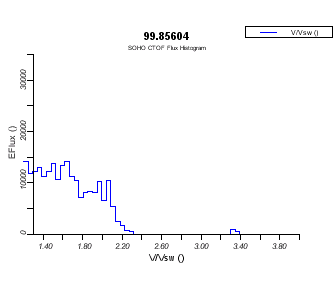 V/Vsw ()
99.85604
SOHO CTOF Flux Histogram
30000
20000
10000
0
EFlux ()
1.40 1.80 2.20 2.60 3.00 3.40 3.80
V/Vsw ()